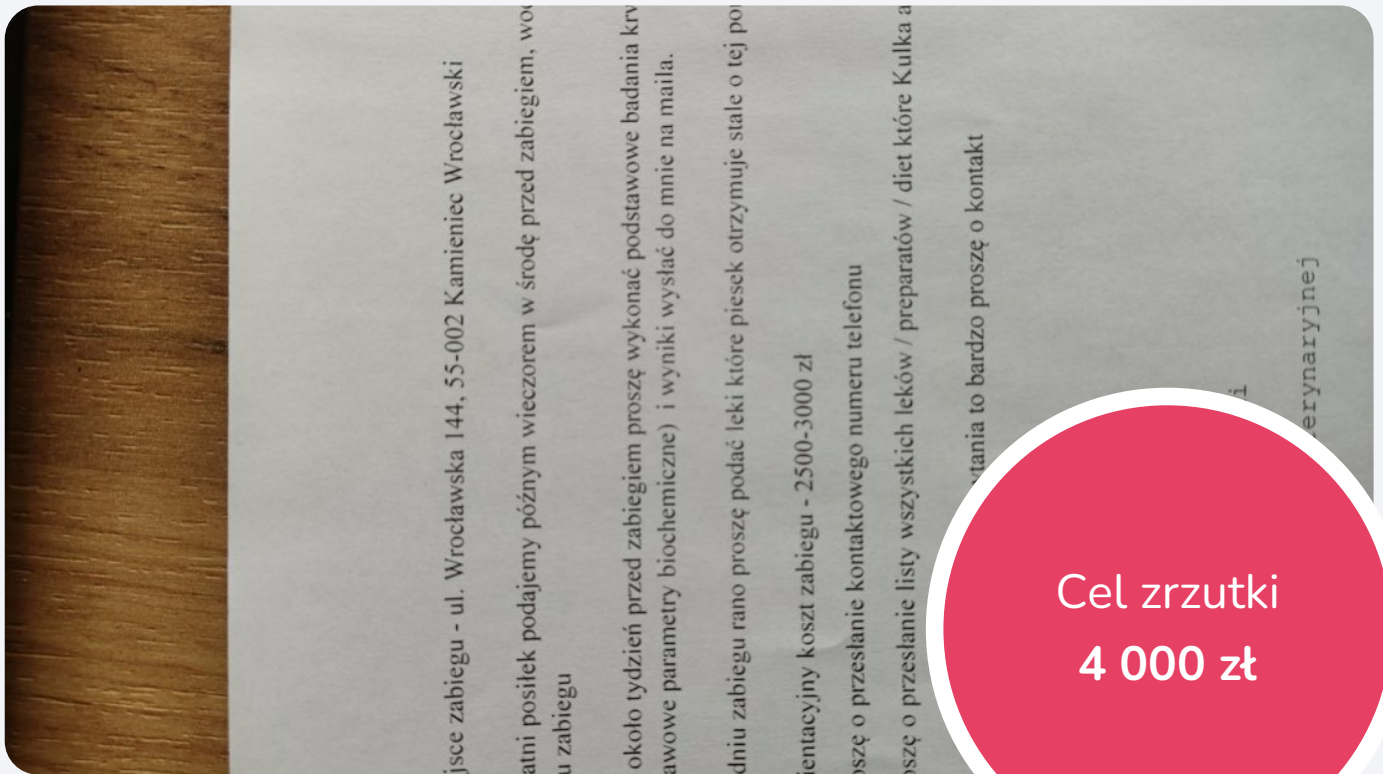 jsce zabiegu - ul. Wrocławska 144, 55-002 Kamieniec Wrocławski
atni posiłek podajemy późnym wieczorem w środę przed zabiegiem,
u zabiegu
około tydzień przed zabiegiem proszę wykonać podstawowe badania
awowe parametry biochemiczne) i wyniki wysłać do mnie na maila.
dniu zabiegu rano proszę podać leki które piesek otrzymuje stale o tej
ientacyjny koszt zabiegu - 2500-3000 zł
oszę o przesłanie kontaktowego numeru telefonu
oszę o przesłanie listy wszystkich leków / preparatów / diet które Kulka
ytania to bardzo proszę o kontakt
i
erynaryjnej
Cel zrzutki
4 000 zł